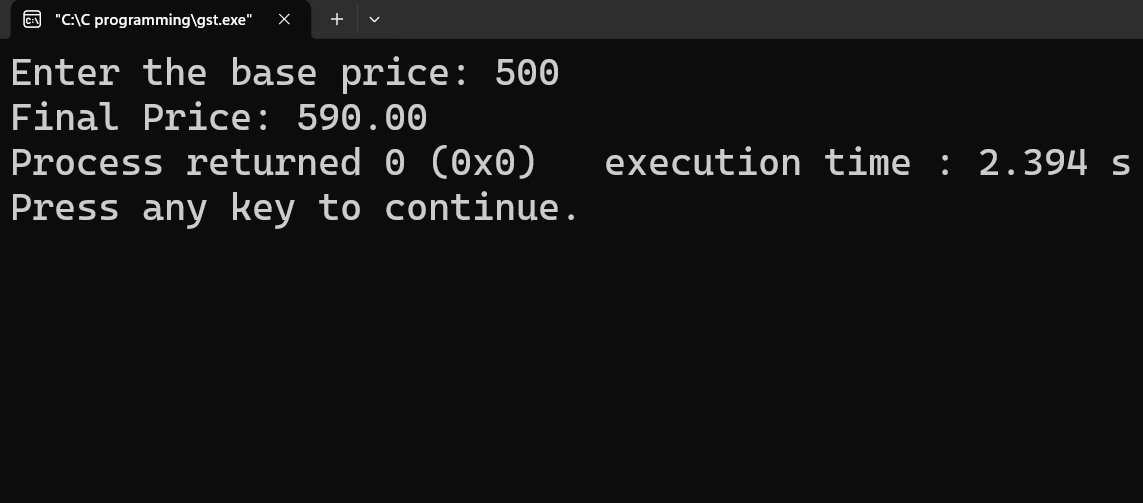 "C:\C programming\gst.exe"
Enter the base price: 500
Final Price: 590.00
Process returned 0 (0x0)   execution time : 2.394 s
Press any key to continue.